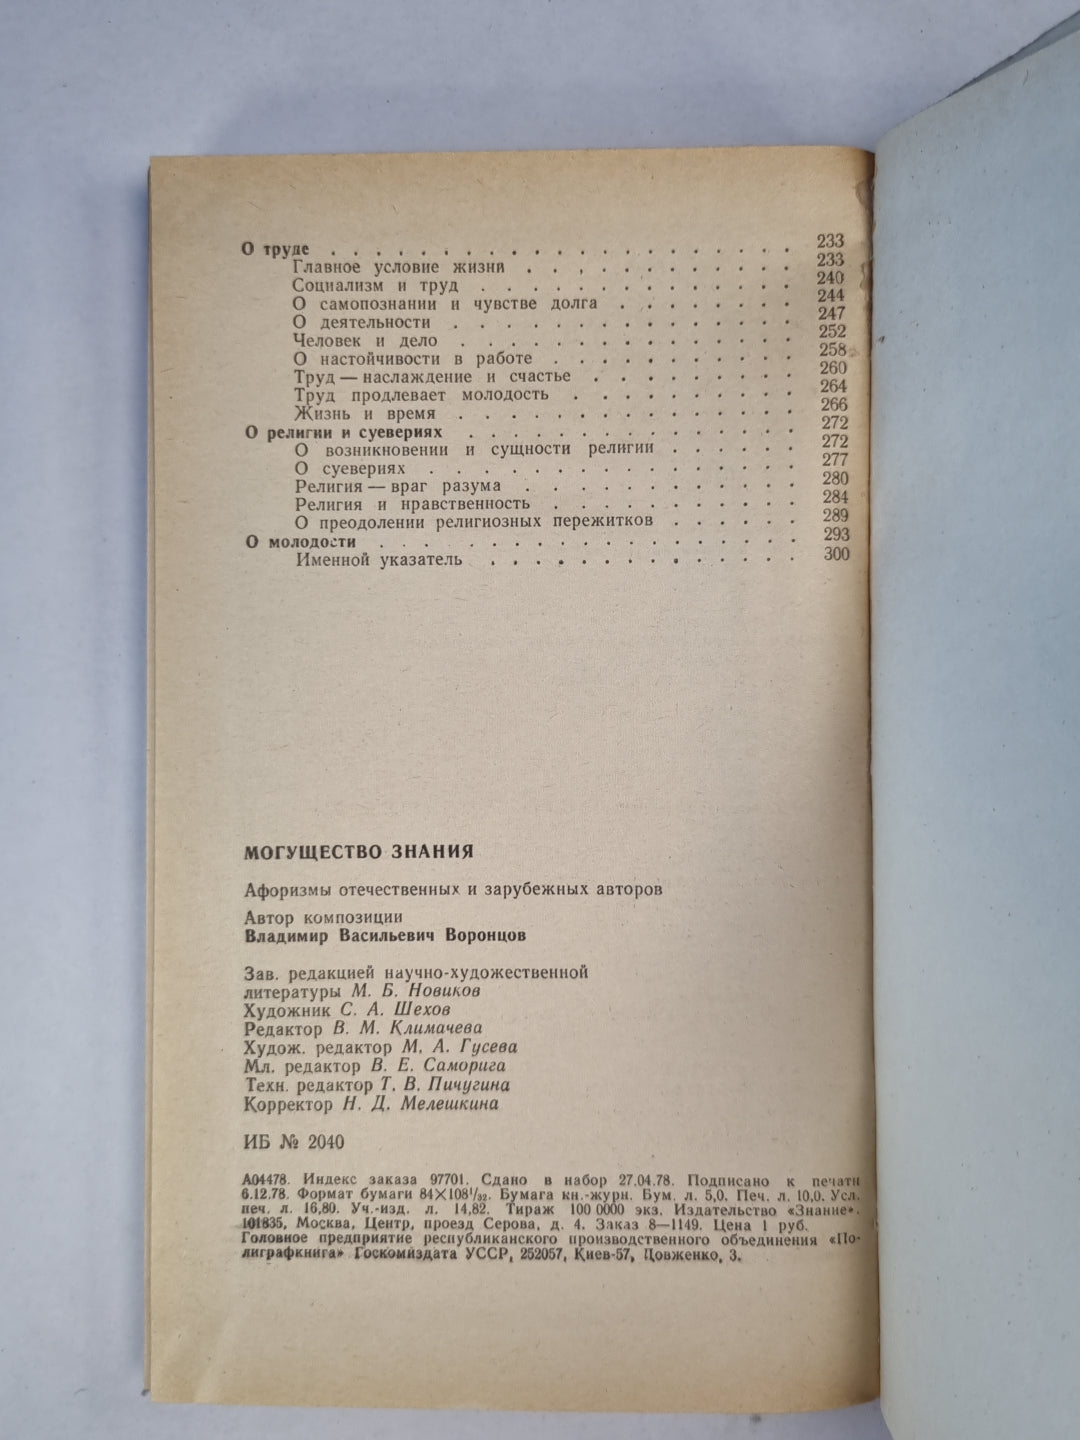 О труде . . . . . . . . . . . . . . . . . . . . . 233
Главное условие жизни . . . . . . . . . . . . 233
Социализм и труд . . . . . . . . . . . . . . 240
О самопознании и чувстве долга . . . . . . . . 244
О деятельности . . . . . . . . . . . . . . . 247
Человек и дело . . . . . . . . . . . . . . . 252
О настойчивости в работе . . . . . . . . . . . 258
Труд — наслаждение и счастье . . . . . . . . . 260
Труд продлевает молодость . . . . . . . . . . 264
Жизнь и время . . . . . . . . . . . . . . . 266
О религии и суевериях . . . . . . . . . . . . . . . 272
О возникновении и сущности религии . . . . . . 272
О суевериях . . . . . . . . . . . . . . . . . 277
Религия — враг разума . . . . . . . . . . . . 280
Религия и нравственность . . . . . . . . . . . 284
О преодолении религиозных пережитков . . . . . . 289
О молодости . . . . . . . . . . . . . . . . . . 293
Именной указатель . . . . . . . . . . . . . . 300
МОГУЩЕСТВО ЗНАНИЯ
Афоризмы отечественных и зарубежных авторов
Автор композиции
Владимир Васильевич Воронцов
Зав. редакцией научно-художественной
литературы М. Б. Новиков
Художник С. А. Шехов
Редактор В. М. Климачева
Худож. редактор М. А. Гусева
Мл. редактор В. Е. Саморига
Техн. редактор Т. В. Пичугина
Корректор Н. Д. Мелешкина
ИБ № 2040
А04478. Индекс заказа 97701. Сдано в набор 27.04.78. Подписано к печати
6.12.78. Формат бумаги 84×108¹/₃₂. Бумага кн.-журн. Бум. л. 5,0. Печ. л. 10,0. Усл.
печ. л. 16,80. Уч.-изд. л. 14,82. Тираж 100 0000 экз. Издательство «Знание».
101835, Москва, Центр, проезд Серова, д. 4. Заказ 8—1149. Цена 1 руб.
Головное предприятие республиканского производственного объединения «По-
лиграфкнига» Госкомиздата УССР, 252057, Киев-57, Довженко, 3.